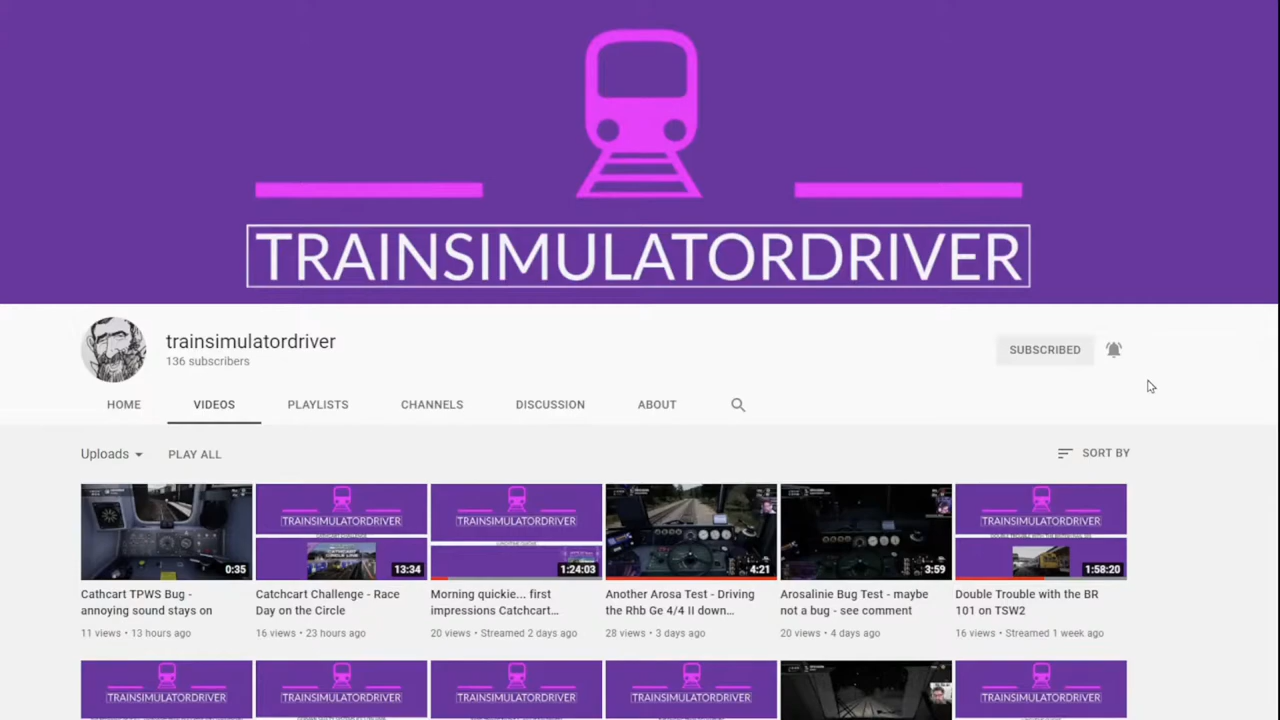 TRAINSIMULATORDRIVER
trainsimulatordriver
136 subscribers
SUBSCRIBED
HOME
VIDEOS
PLAYLISTS
CHANNELS
DISCUSSION
ABOUT
Uploads
PLAY ALL
SORT BY
0:35
TRAINSIMULATORDRIVER
13:34
TRAINSIMULATORDRIVER
1:24:03
4:21
3:59
TRAINSIMULATORDRIVER
1:58:20
Cathcart TPWS Bug -
annoying sound stays on
11 views • 13 hours ago
Catchcart Challenge - Race
Day on the Circle
16 views • 23 hours ago
Morning quickie... first
impressions Catchcart...
20 views • Streamed 2 days ago
Another Arosa Test - Driving
the Rhb Ge 4/4 II down...
28 views • 3 days ago
Arosalinie Bug Test - maybe
not a bug - see comment
20 views • 4 days ago
Double Trouble with the BR
101 on TSW2
16 views • Streamed 1 week ago
TRAINSIMULATORDRIVER
TRAINSIMULATORDRIVER
TRAINSIMULATORDRIVER
TRAINSIMULATORDRIVER
TRAINSIMULATORDRIVER